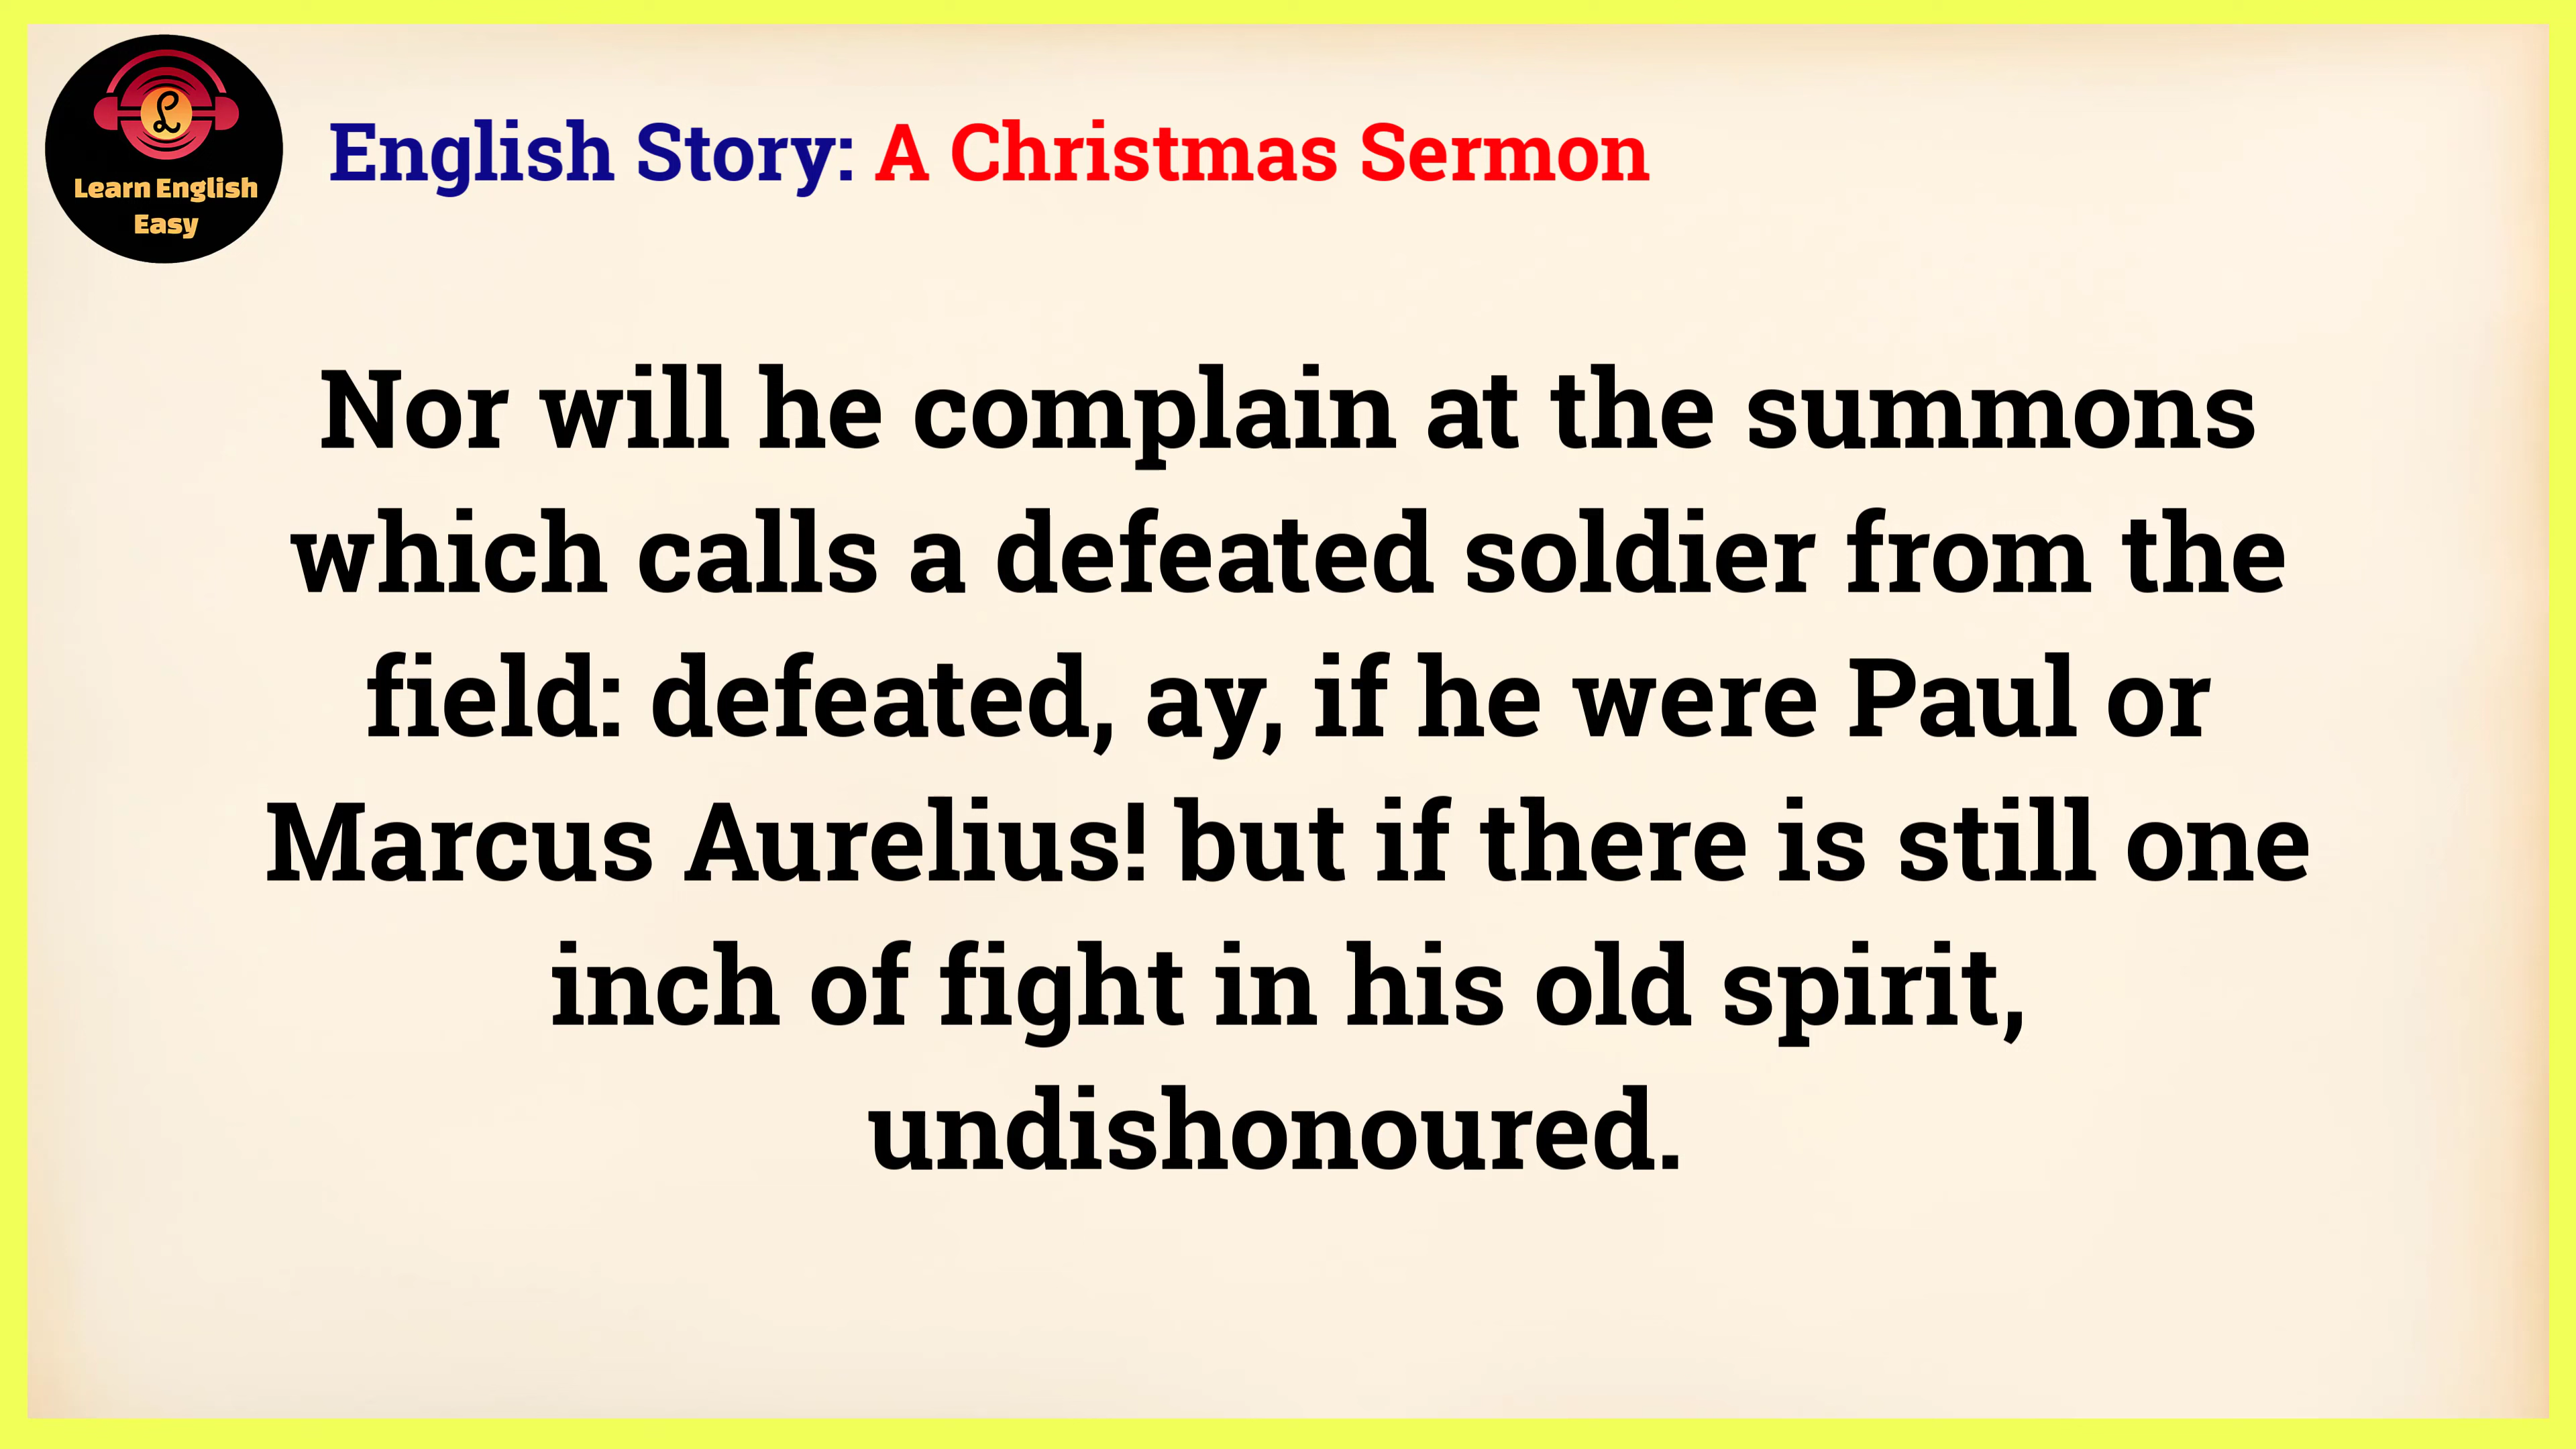 Learn English
Easy
English Story: A Christmas Sermon
Nor will he complain at the summons
which calls a defeated soldier from the
field: defeated, ay, if he were Paul or
Marcus Aurelius! but if there is still one
inch of fight in his old spirit,
undishonoured.